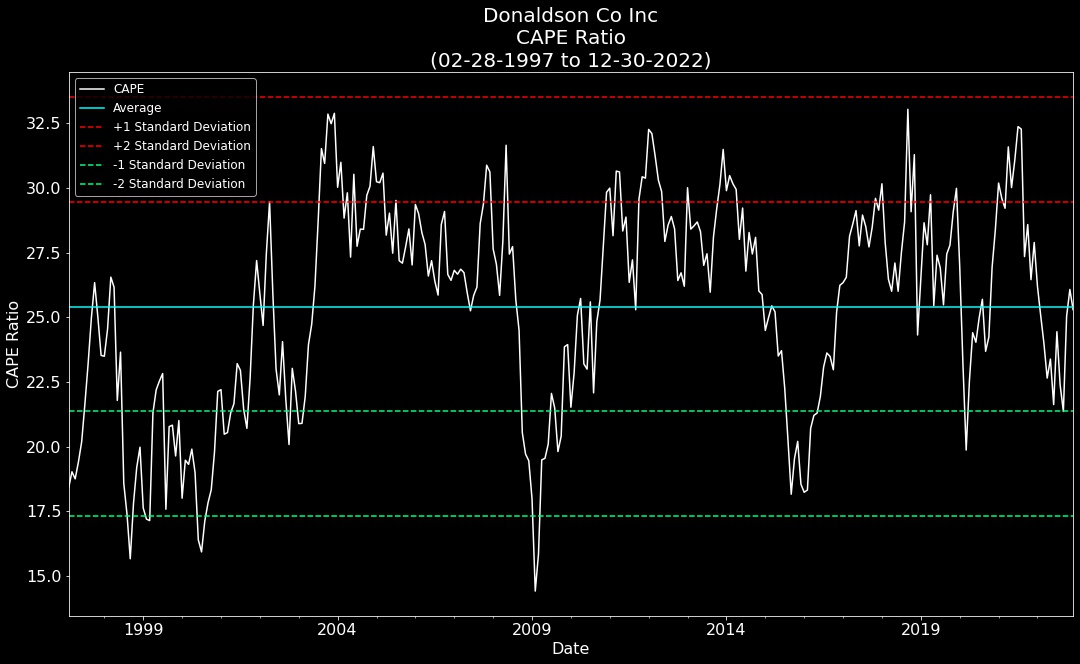 Donaldson Co Inc
CAPE Ratio
(02-28-1997 to 12-30-2022)
CAPE
Average
+1 Standard Deviation
+2 Standard Deviation
-1 Standard Deviation
-2 Standard Deviation
32.5
30.0
27.5
25.0
22.5
20.0
17.5
15.0
CAPE Ratio
1999
2004
2009
2014
2019
Date